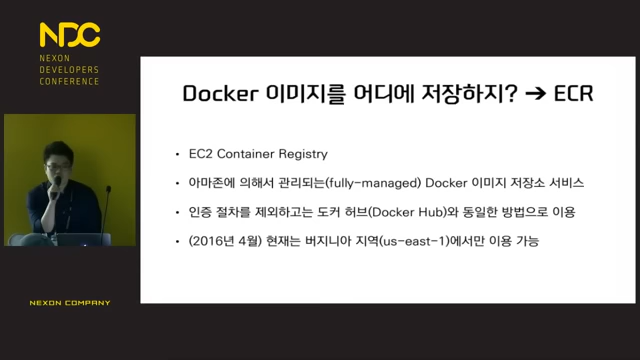 NDC
NEXON
DEVELOPERS
CONFERENCE
Docker 이미지를 어디에 저장하지? → ECR
• EC2 Container Registry
• 아마존에 의해서 관리되는(fully-managed) Docker 이미지 저장소 서비스
• 인증 절차를 제외하고는 도커 허브(Docker Hub)와 동일한 방법으로 이용
• (2016년 4월) 현재는 버지니아 지역(us-east-1)에서만 이용 가능
NEXON COMPANY